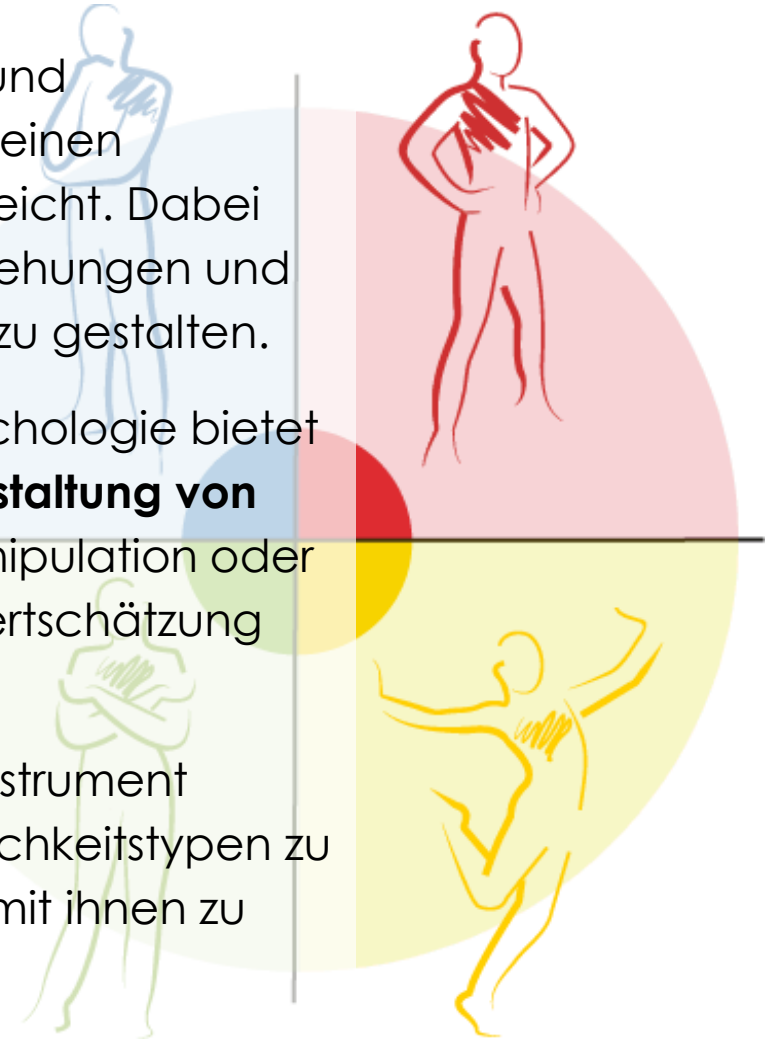 und
einen
eicht. Dabei
ehungen und
zu gestalten.
chologie bietet
staltung von
nipulation oder
ertschätzung
strument
chkeitstypen zu
mit ihnen zu